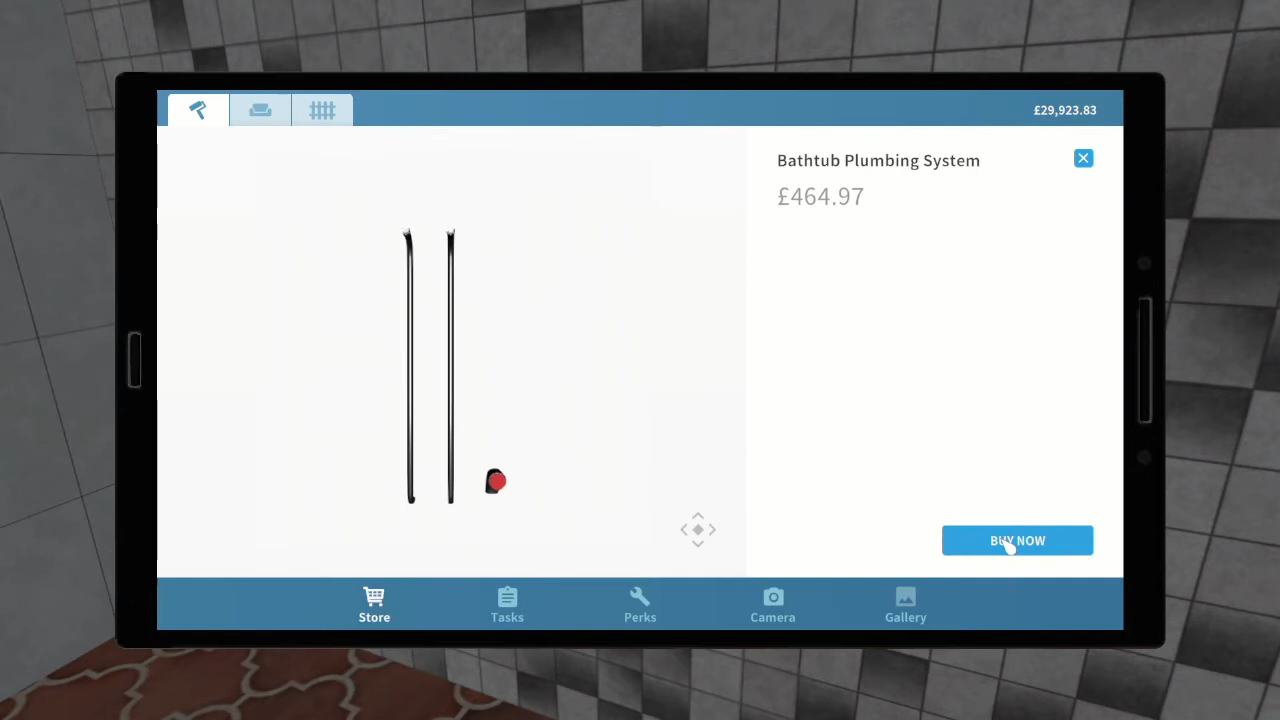 £29,923.83
Bathtub Plumbing System
£464.97
BUY NOW
Store
Tasks
Perks
Camera
Gallery